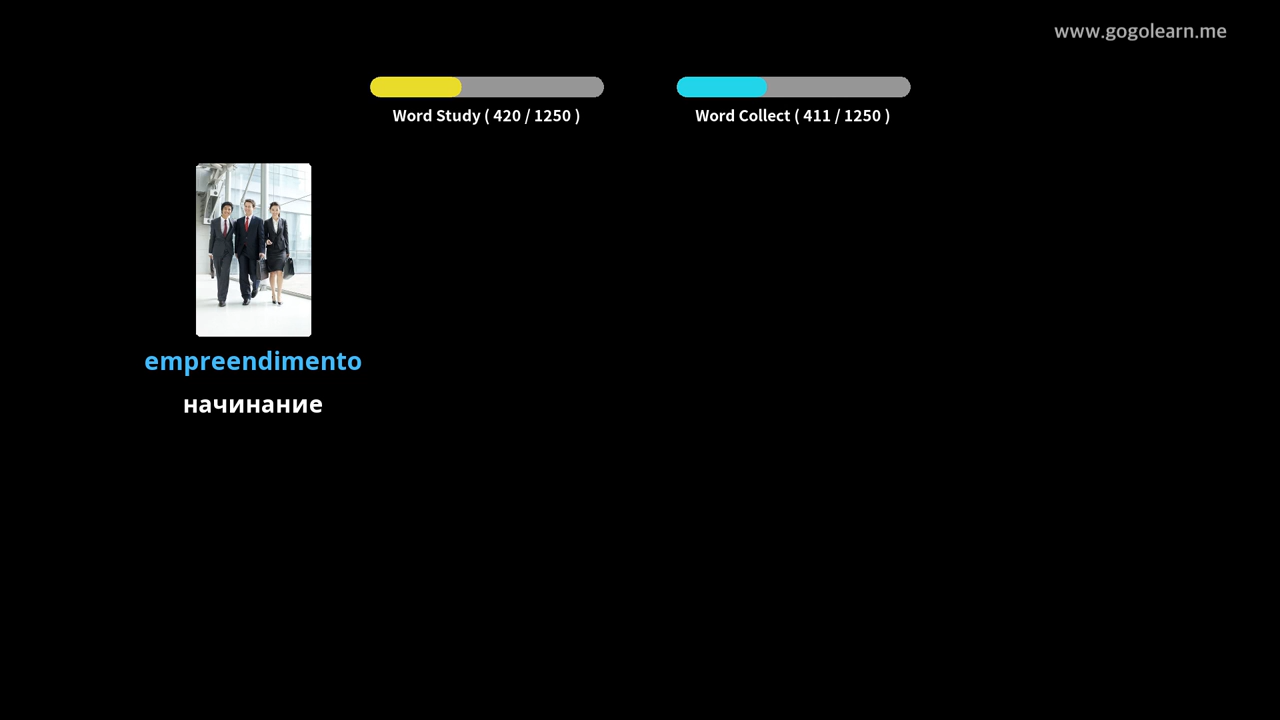 www.gogolearn.me
Word Study ( 420 / 1250 )
Word Collect ( 411 / 1250 )
empreendimento
начинание